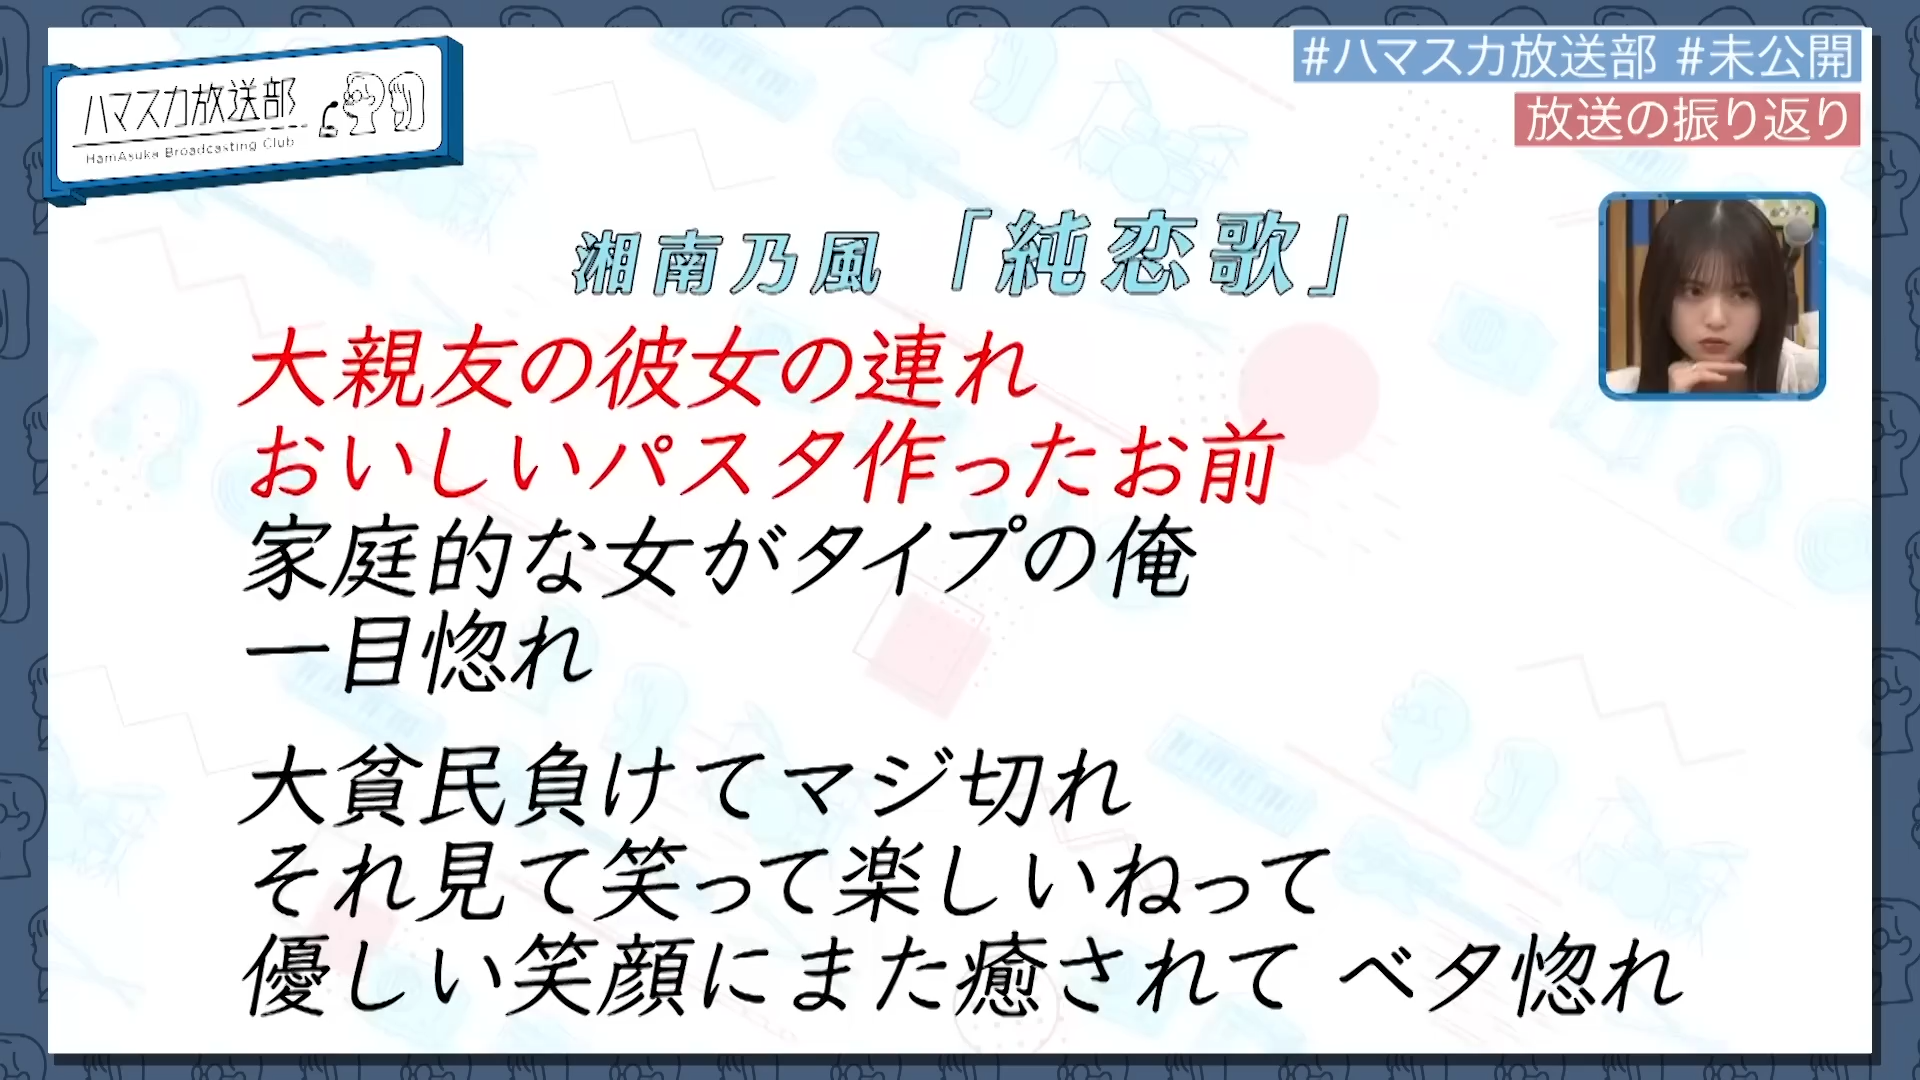 ハマスカ放送部
HamAsuka Broadcasting Club
#ハマスカ放送部 #未公開
放送の振り返り
湘南乃風「純恋歌」
大親友の彼女の連れ
おいしいパスタ作ったお前
家庭的な女がタイプの俺
一目惚れ
大貧民負けてマジ切れ
それ見て笑って楽しいねって
優しい笑顔にまた癒されて ベタ惚れ